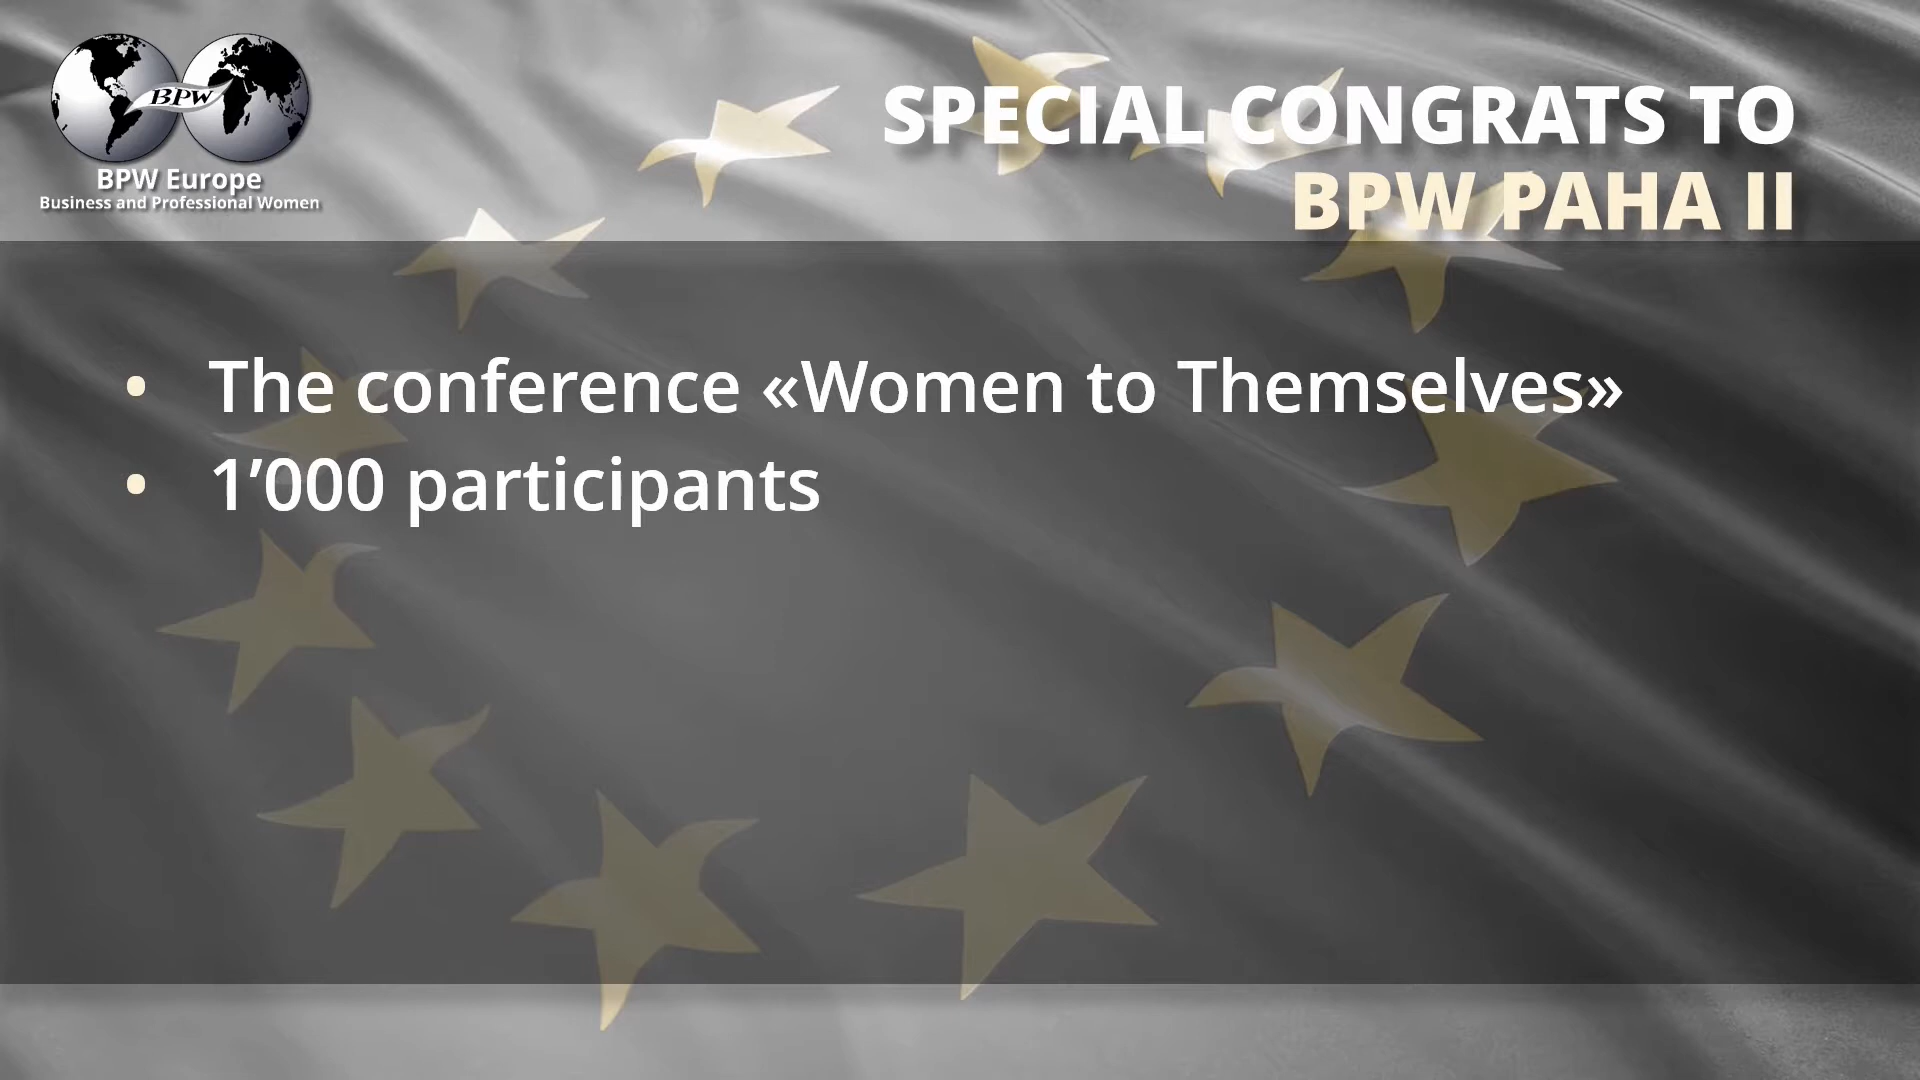 BPW
BPW Europe
Business and Professional Women
SPECIAL CONGRATS TO
BPW PAHA II
• The conference «Women to Themselves»
• 1’000 participants